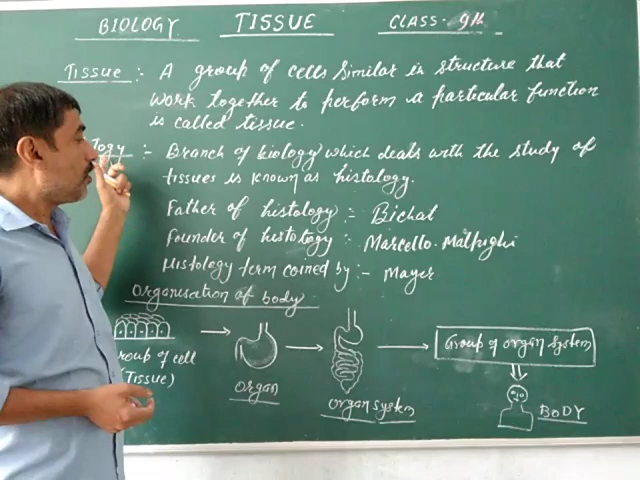 BIOLOGY TISSUE CLASS- 9th
Tissue :- A group of cells similar in structure that
work together to perform a particular function
is called tissue.
:- Branch of biology which deals with the study of
tissues is known as histology.
Father of histology :- Bichat
Founder of histology :- Marcello-Malpighi
Histology term coined by :- Mayer
Organisation of body
Group of organ system
group of cell
(Tissue)
organ
organ system
BODY